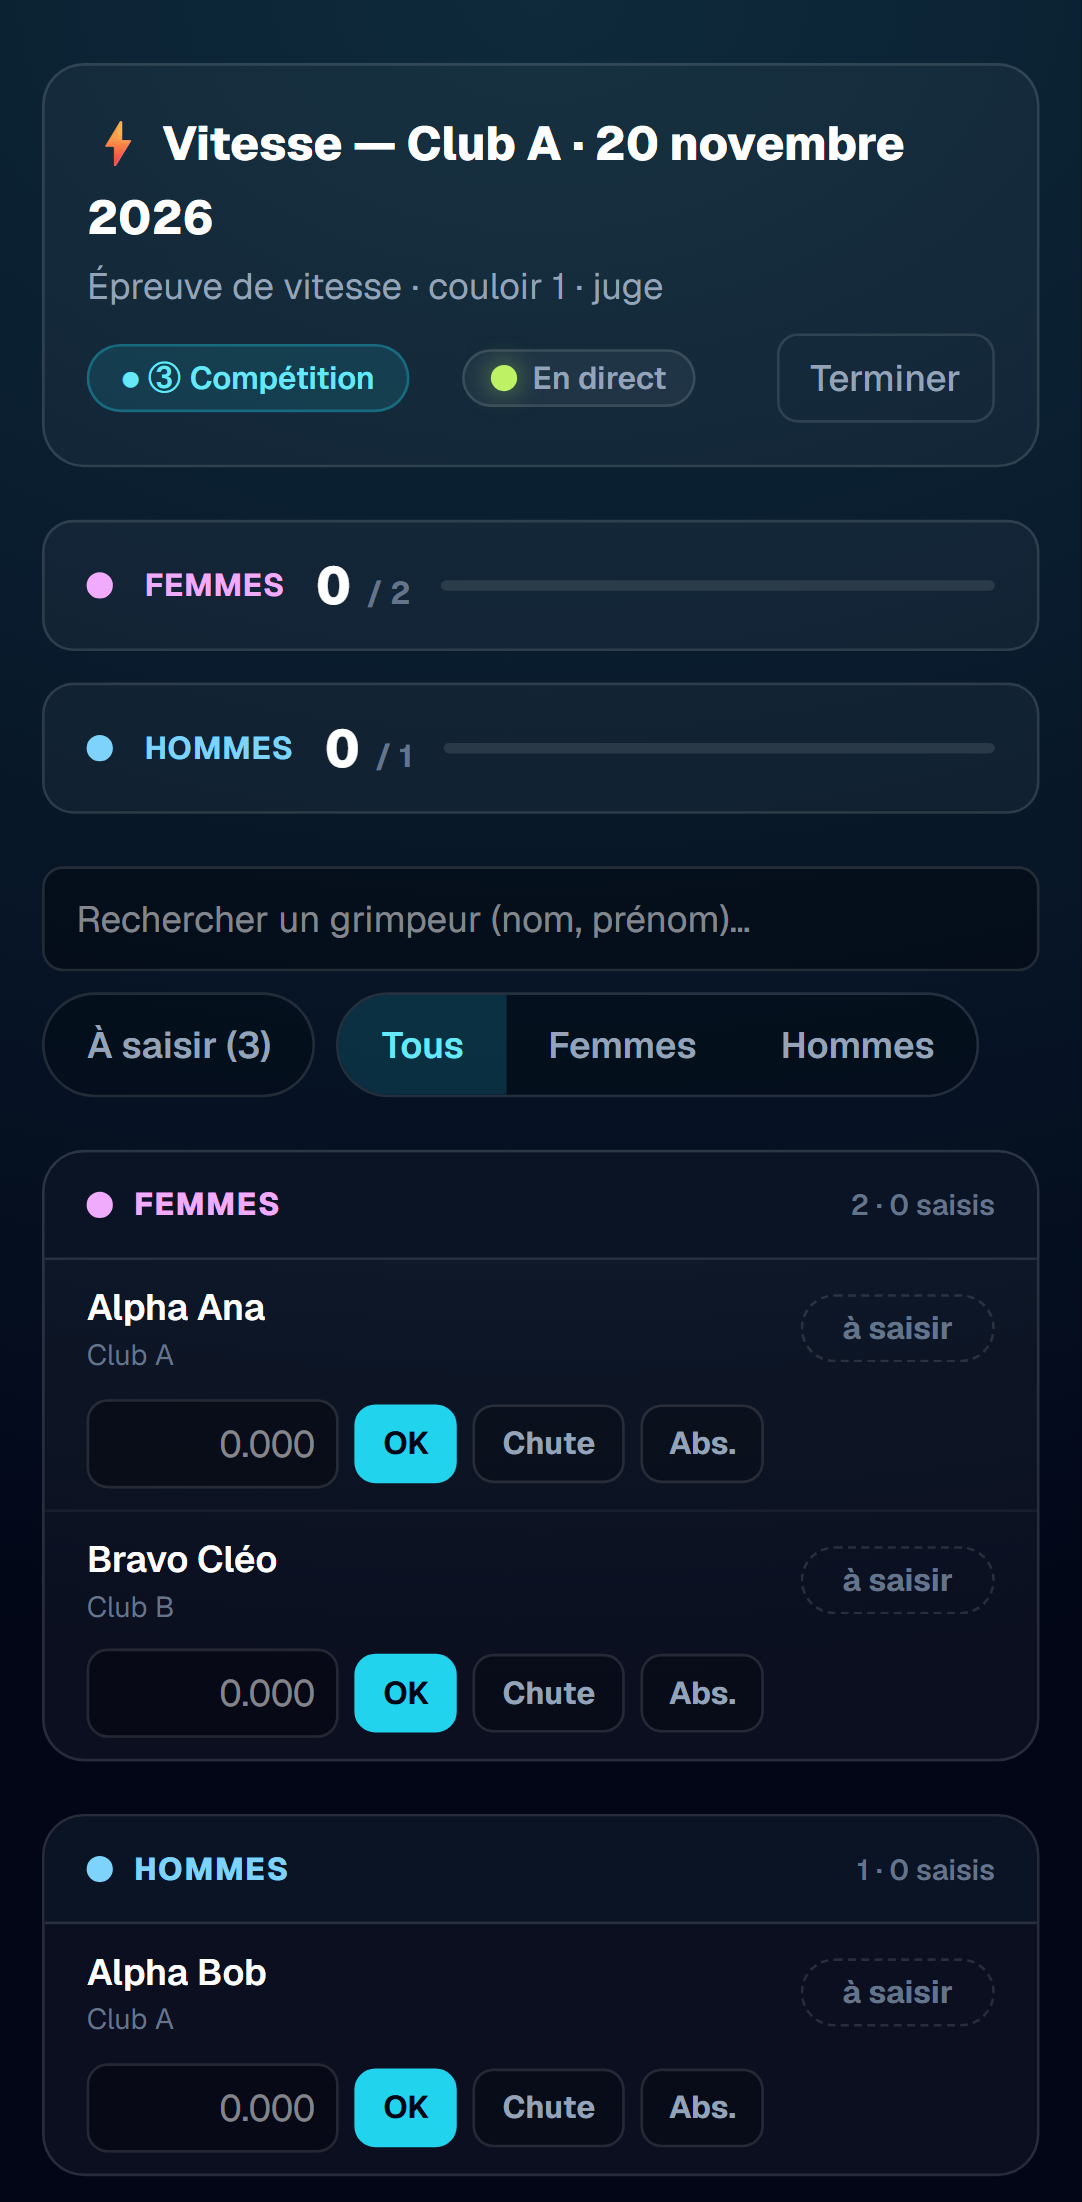 ⚡ Vitesse — Club A · 20 novembre
2026
Épreuve de vitesse · couloir 1 · juge
● ③ Compétition En direct Terminer
FEMMES 0 / 2
HOMMES 0 / 1
Rechercher un grimpeur (nom, prénom)...
À saisir (3) Tous Femmes Hommes
FEMMES 2 · 0 saisis
Alpha Ana à saisir
Club A
0.000 OK Chute Abs.
Bravo Cléo à saisir
Club B
0.000 OK Chute Abs.
HOMMES 1 · 0 saisis
Alpha Bob à saisir
Club A
0.000 OK Chute Abs.